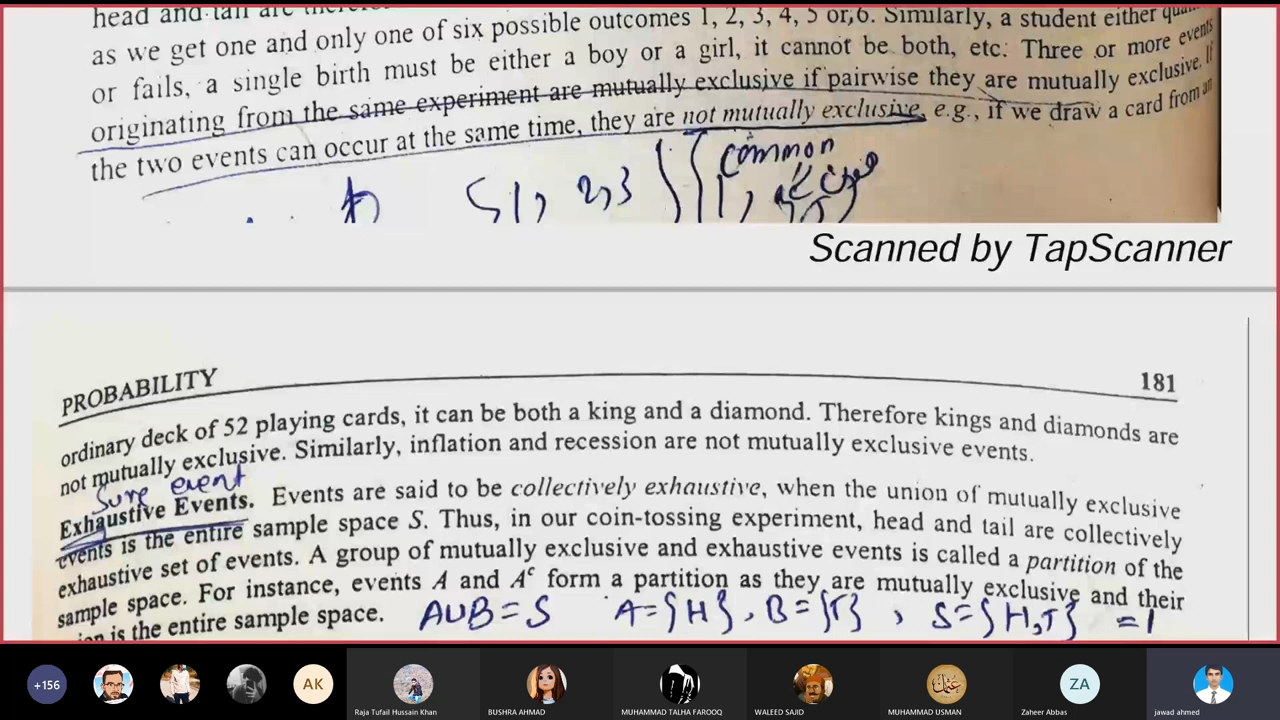 head and tail are
as we get one and only one of six possible outcomes 1, 2, 3, 4, 5 or 6. Similarly, a student either
or fails, a single birth must be either a boy or a girl, it cannot be both, etc. Three or more events
originating from the same experiment are mutually exclusive if pairwise they are mutually exclusive. If
the two events can occur at the same time, they are not mutually exclusive, e.g., if we draw a card from an
common
{1, 2, 3
Scanned by TapScanner
PROBABILITY 181
ordinary deck of 52 playing cards, it can be both a king and a diamond. Therefore kings and diamonds are
not mutually exclusive. Similarly, inflation and recession are not mutually exclusive events.
Sure event
Exhaustive Events. Events are said to be collectively exhaustive, when the union of mutually exclusive
events is the entire sample space S. Thus, in our coin-tossing experiment, head and tail are collectively
exhaustive set of events. A group of mutually exclusive and exhaustive events is called a partition of the
sample space. For instance, events A and Aᶜ form a partition as they are mutually exclusive and their
is the entire sample space. A∪B=S A={H}, B={T}, S={H,T} =1
+156 AK Raja Tufail Hussain Khan BUSHRA AHMAD MUHAMMAD TALHA FAROOQ WALEED SAJID MUHAMMAD USMAN ZA Zaheer Abbas jawad ahmed